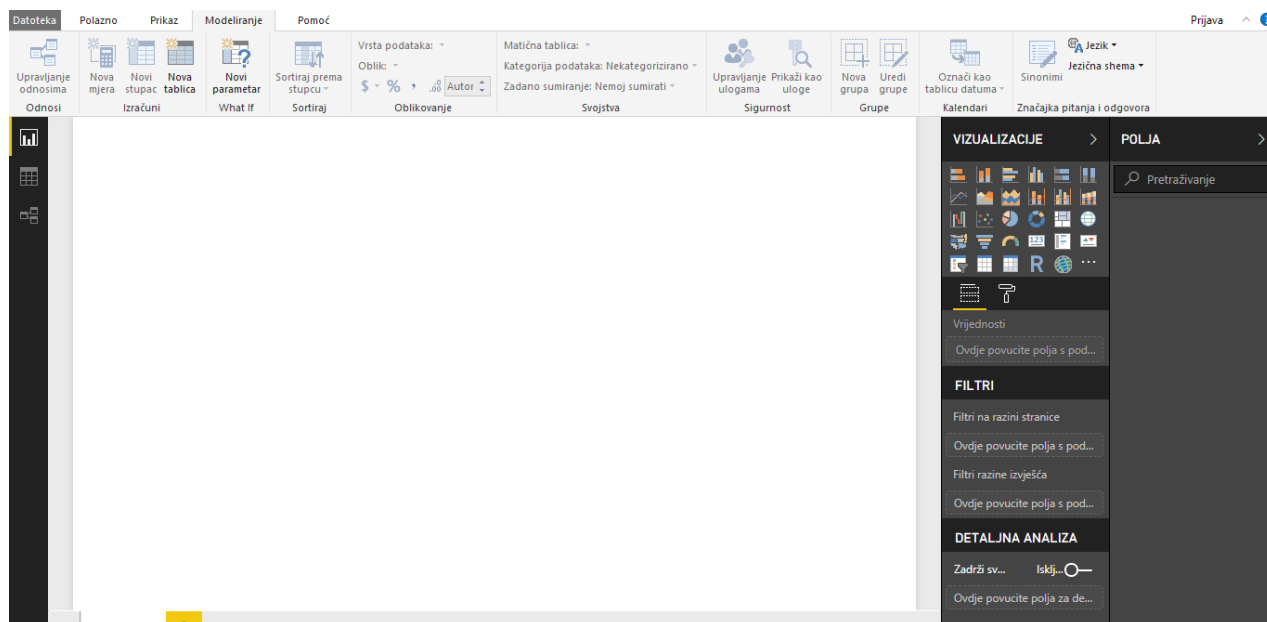 Datoteka Polazno Prikaz Modeliranje Pomoć Prijava
Upravljanje odnosima
Odnosi
Nova mjera
Novi stupac
Nova tablica
Izračuni
Novi parametar
What If
Sortiraj prema stupcu
Sortiraj
Vrsta podataka:
Oblik:
$ % , .00 Autor
Oblikovanje
Matična tablica:
Kategorija podataka: Nekategorizirano
Zadano sumiranje: Nemoj sumirati
Svojstva
Upravljanje ulogama
Prikaži kao uloge
Sigurnost
Nova grupa
Uredi grupe
Grupe
Označi kao tablicu datuma
Kalendari
Sinonimi
Jezik
Jezična shema
Značajka pitanja i odgovora
VIZUALIZACIJE
123
R
Vrijednosti
Ovdje povucite polja s pod...
FILTRI
Filtri na razini stranice
Ovdje povucite polja s pod...
Filtri razine izvješća
Ovdje povucite polja s pod...
DETALJNA ANALIZA
Zadrži sv... Isklj...
Ovdje povucite polja za de...
POLJA
Pretraživanje